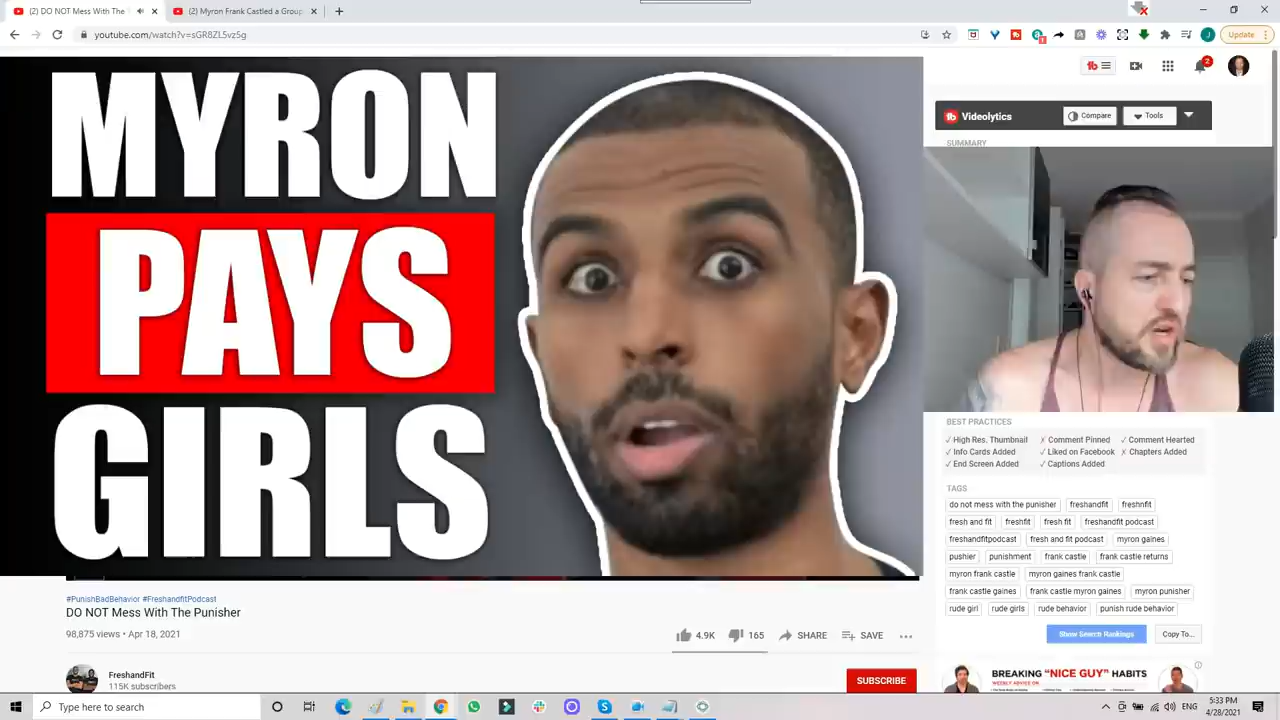 (2) DO NOT Mess With The
(2) Myron Frank Castled a Group
youtube.com/watch?v=sGR8ZL5vz5g
Update
MYRON
PAYS
GIRLS
2
Videolytics
Compare
Tools
SUMMARY
BEST PRACTICES
High Res. Thumbnail
Comment Pinned
Comment Hearted
Info Cards Added
Liked on Facebook
Chapters Added
End Screen Added
Captions Added
TAGS
do not mess with the punisher
freshandfit
freshnfit
fresh and fit
freshfit
fresh fit
freshandfit podcast
freshandfitpodcast
fresh and fit podcast
myron gaines
pushier
punishment
frank castle
frank castle returns
myron frank castle
myron gaines frank castle
frank castle gaines
frank castle myron gaines
myron punisher
rude girl
rude girls
rude behavior
punish rude behavior
Show Search Rankings
Copy To...
#PunishBadBehavior #FreshandfitPodcast
DO NOT Mess With The Punisher
98,875 views • Apr 18, 2021
4.9K
165
SHARE
SAVE
FreshandFit
115K subscribers
SUBSCRIBE
BREAKING "NICE GUY" HABITS
WEEKLY ADVICE ON
Type here to search
5:33 PM
4/28/2021